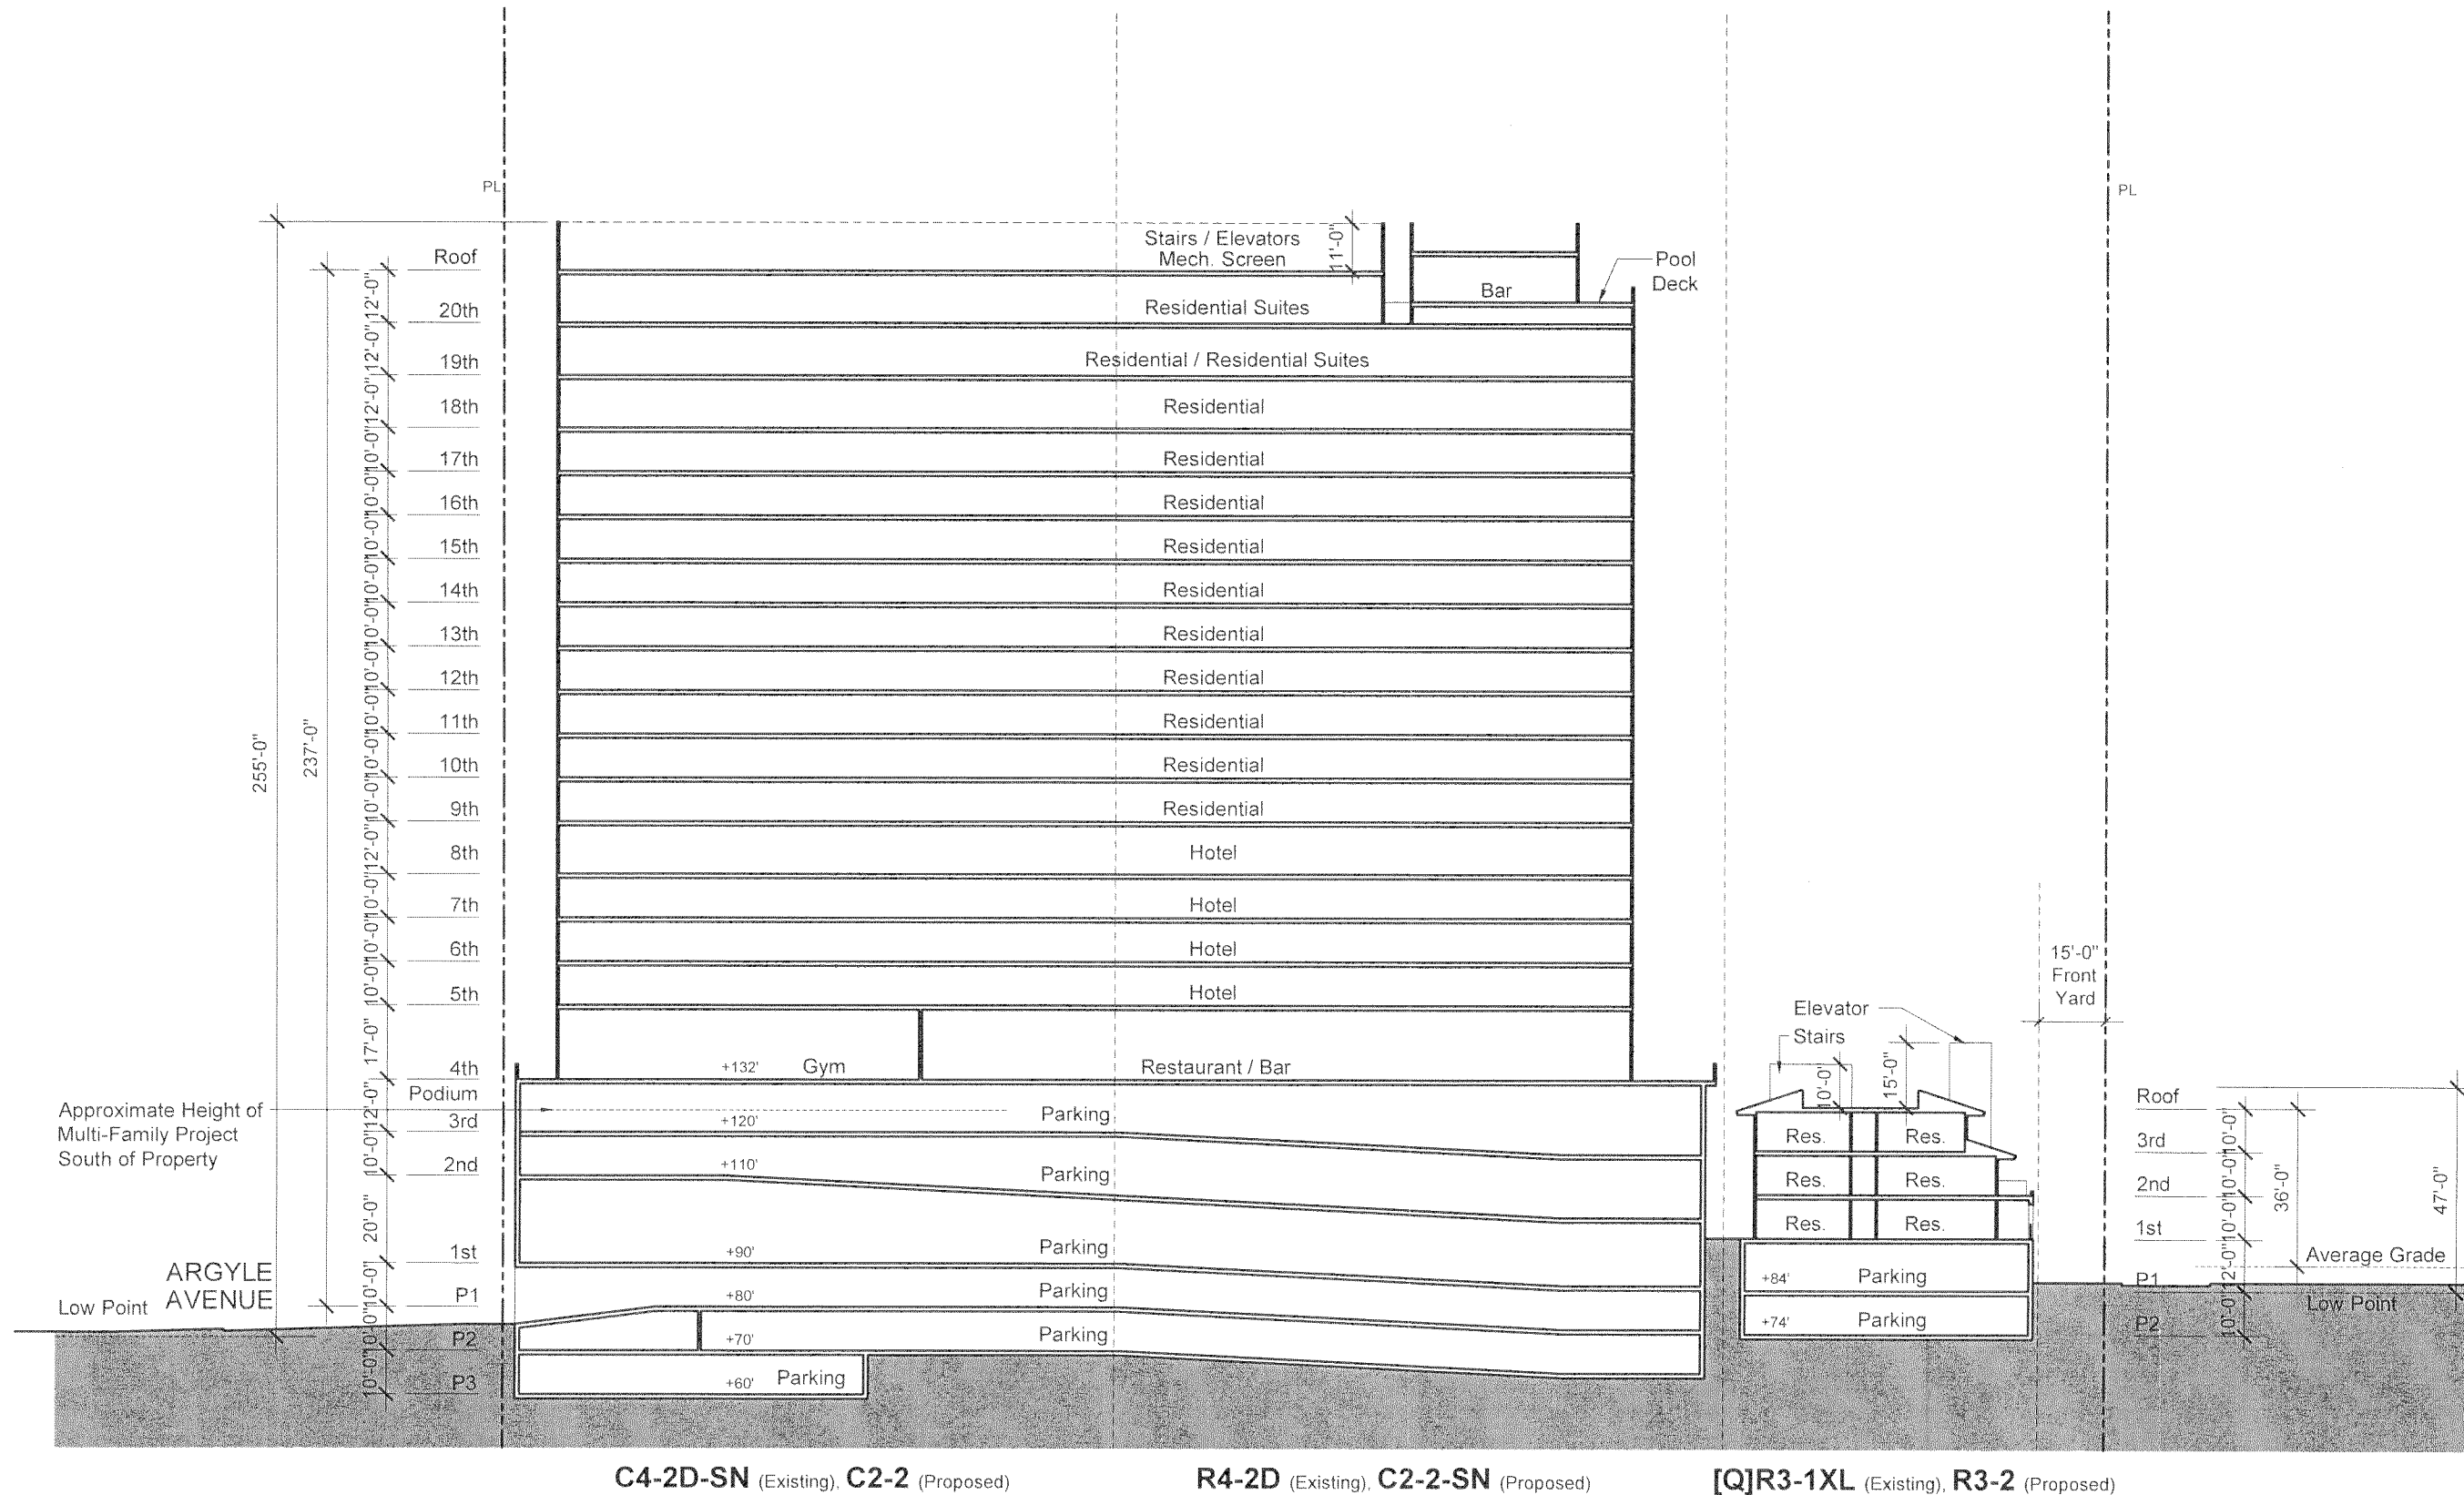 PL
PL
Stairs / Elevators
Mech. Screen
11'-0"
Roof
Pool
Deck
Bar
12'-0"
20th
Residential Suites
12'-0"
19th
Residential / Residential Suites
12'-0"
18th
Residential
10'-0"
17th
Residential
10'-0"
16th
Residential
10'-0"
15th
Residential
10'-0"
14th
Residential
10'-0"
13th
Residential
10'-0"
12th
Residential
10'-0"
11th
Residential
255'-0"
237'-0"
10'-0"
10th
Residential
10'-0"
9th
Residential
12'-0"
8th
Hotel
10'-0"
7th
Hotel
10'-0"
6th
Hotel
10'-0"
5th
Hotel
15'-0"
Front
Yard
Elevator
Stairs
17'-0"
4th
+132'
Gym
Restaurant / Bar
10'-0"
15'-0"
Podium
Approximate Height of
Multi-Family Project
South of Property
12'-0"
3rd
+120'
Parking
10'-0"
2nd
+110'
Parking
20'-0"
1st
+90'
Parking
ARGYLE
AVENUE
Low Point
10'-0"
P1
+80'
Parking
10'-0"
P2
+70'
Parking
10'-0"
P3
+60'
Parking
Res.
Res.
Res.
Res.
Res.
Res.
+84'
Parking
+74'
Parking
Roof
10'-0"
3rd
10'-0"
2nd
10'-0"
1st
12'-0"
P1
10'-0"
P2
36'-0"
47'-0"
Average Grade
Low Point
C4-2D-SN (Existing), C2-2 (Proposed)
R4-2D (Existing), C2-2-SN (Proposed)
[Q]R3-1XL (Existing), R3-2 (Proposed)